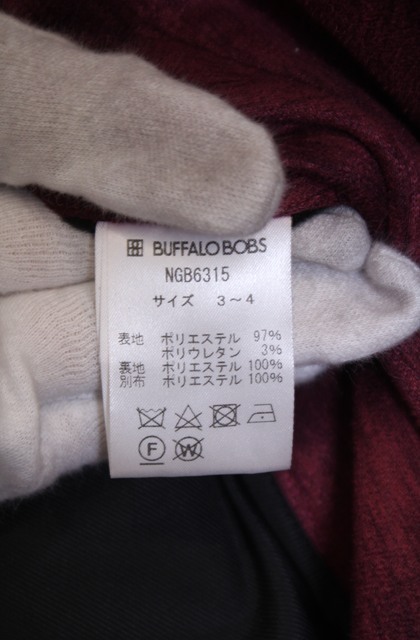 BUFFALO BOBS
NGB6315
サイズ 3～4
表地 ポリエステル 97%
ポリウレタン 3%
裏地 ポリエステル 100%
別布 ポリエステル 100%
F W